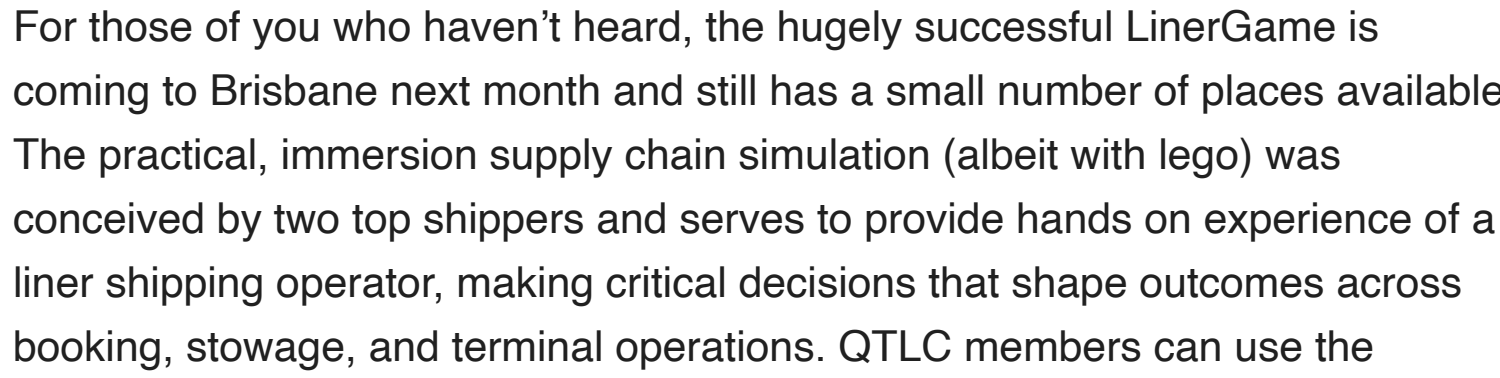 For those of you who haven’t heard, the hugely successful LinerGame is
coming to Brisbane next month and still has a small number of places available
The practical, immersion supply chain simulation (albeit with lego) was
conceived by two top shippers and serves to provide hands on experience of a
liner shipping operator, making critical decisions that shape outcomes across
booking, stowage, and terminal operations. QTLC members can use the